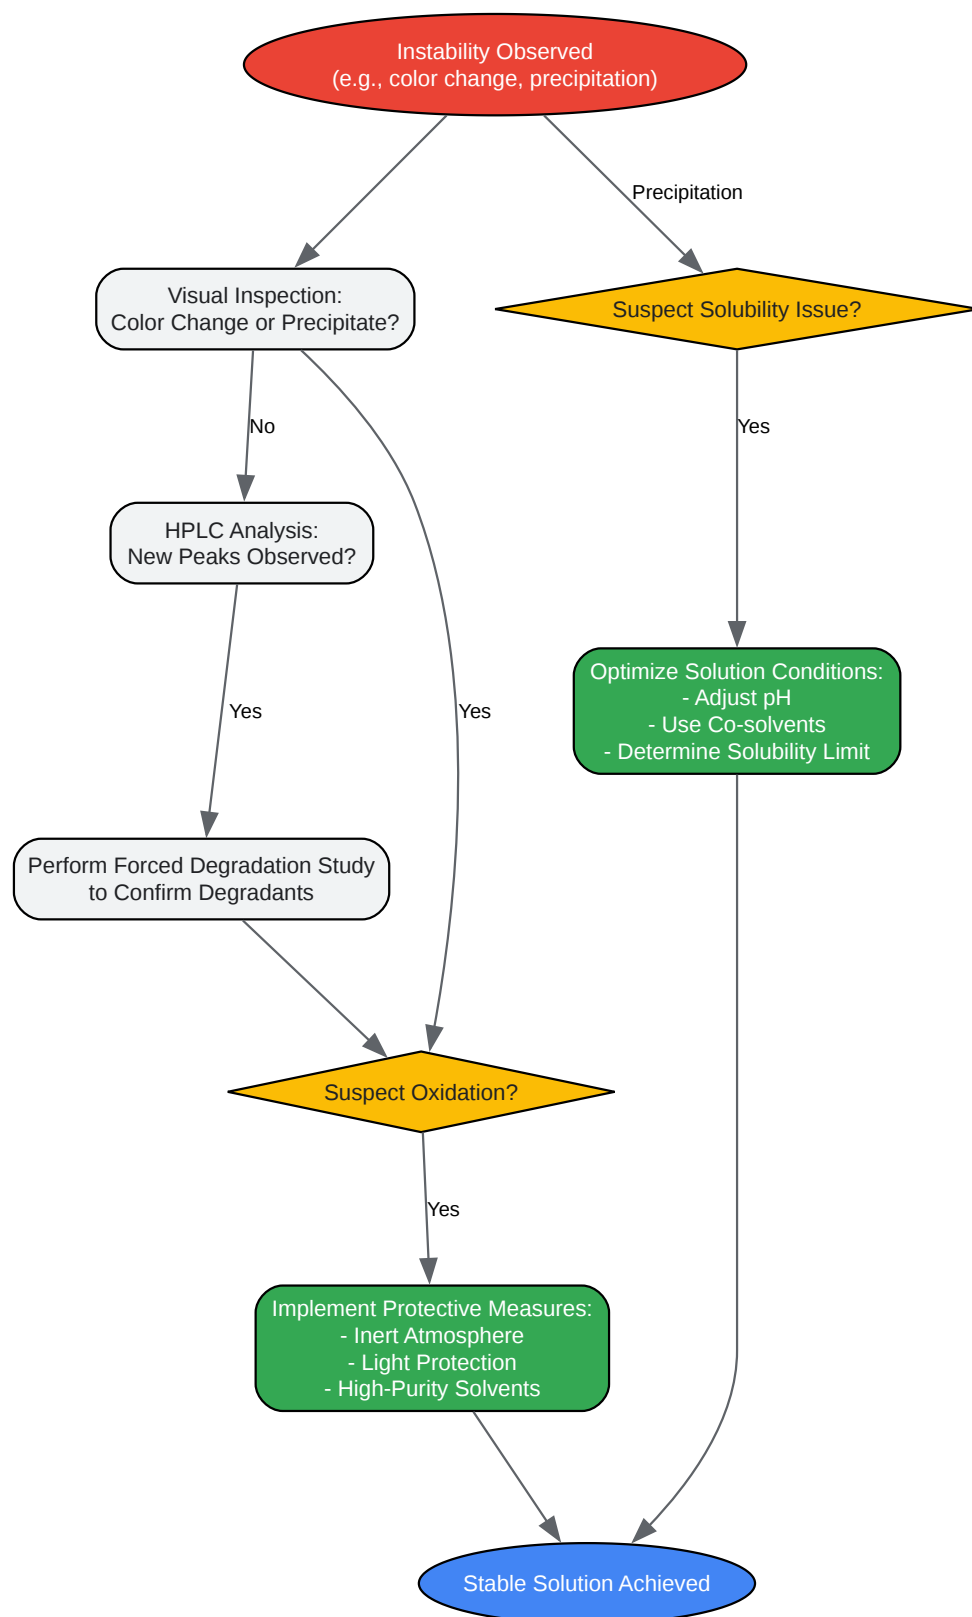 Instability Observed
(e.g., color change, precipitation)
Precipitation
Visual Inspection:
Color Change or Precipitate?
Suspect Solubility Issue?
No
Yes
HPLC Analysis:
New Peaks Observed?
Optimize Solution Conditions:
- Adjust pH
- Use Co-solvents
- Determine Solubility Limit
Yes
Yes
Perform Forced Degradation Study
to Confirm Degradants
Suspect Oxidation?
Yes
Implement Protective Measures:
- Inert Atmosphere
- Light Protection
- High-Purity Solvents
Stable Solution Achieved